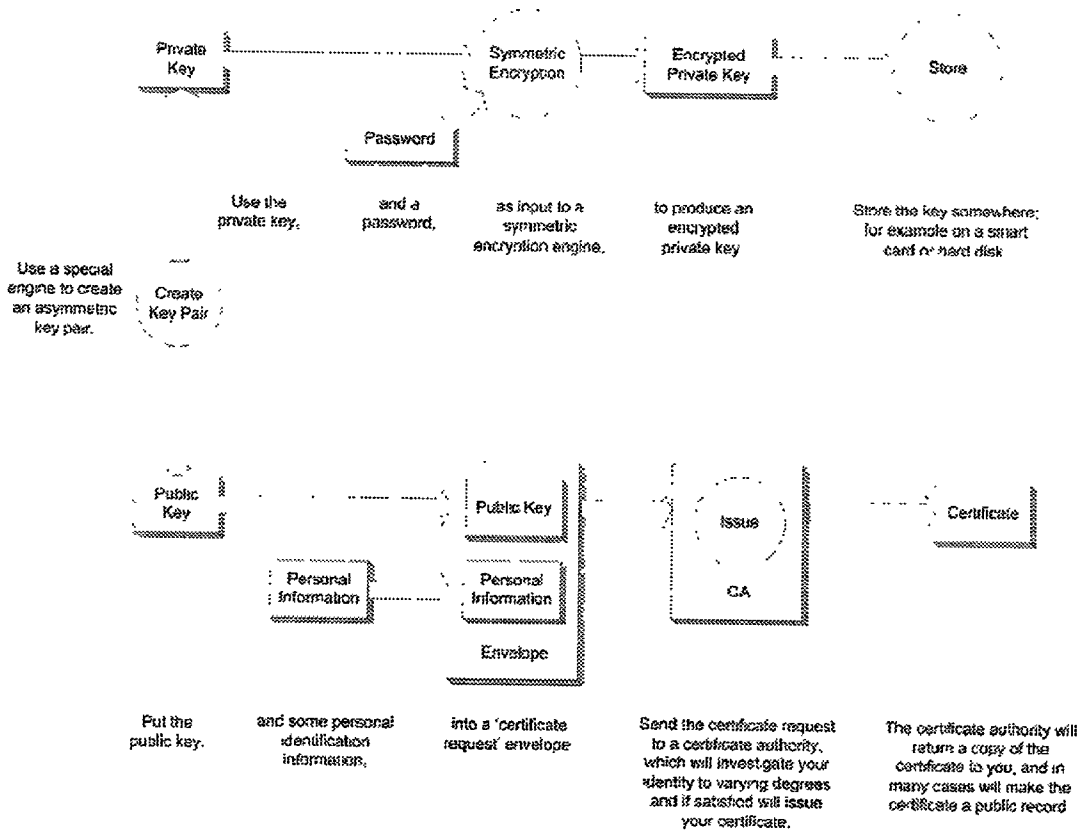 Private
Key
Symmetric
Encryption
Encrypted
Private Key
Store
Password
Use the
private key,
and a
password,
as input to a
symmetric
encryption engine,
to produce an
encrypted
private key
Store the key somewhere;
for example on a smart
card or hard disk
Use a special
engine to create
an asymmetric
key pair.
Create
Key Pair
Public
Key
Public Key
Issue
Certificate
Personal
Information
Personal
Information
CA
Envelope
Put the
public key,
and some personal
identification
information,
into a 'certificate
request' envelope
Send the certificate request
to a certificate authority,
which will investigate your
identity to varying degrees
and if satisfied will issue
your certificate.
The certificate authority will
return a copy of the
certificate to you, and in
many cases will make the
certificate a public record